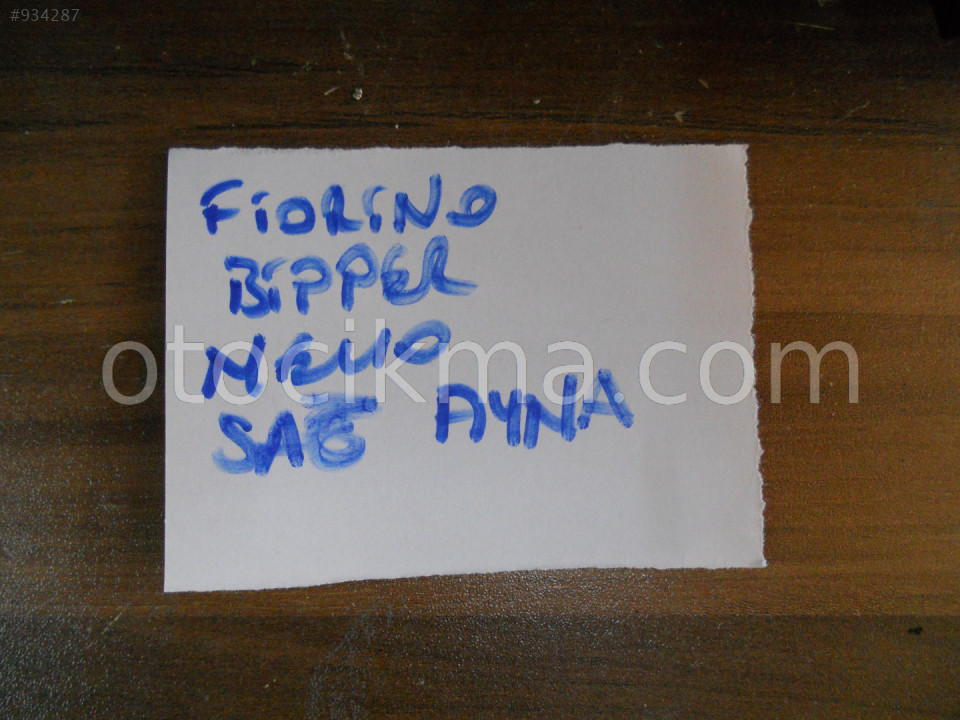 #934287
FiORiNO
BiPPER
NEMO
SAĞ AYNA
otocikma.com